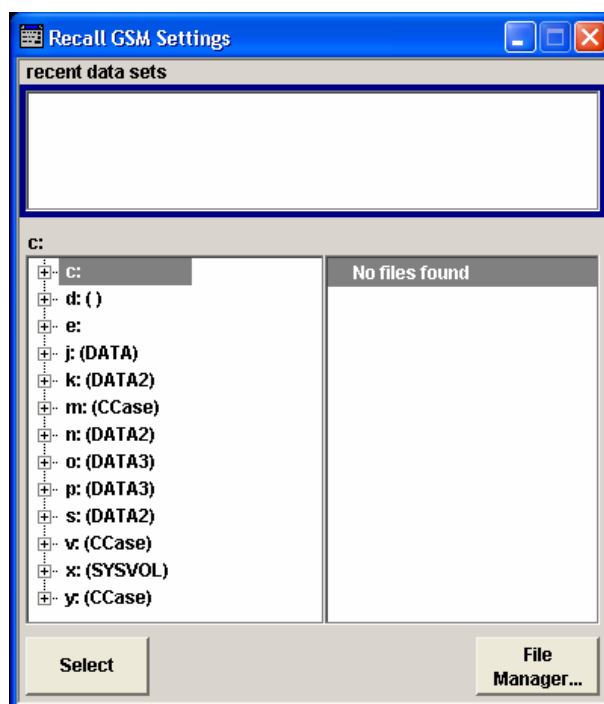 Recall GSM Settings
recent data sets
c:
c:
No files found
d: ( )
e:
j: (DATA)
k: (DATA2)
m: (CCase)
n: (DATA2)
o: (DATA3)
p: (DATA3)
s: (DATA2)
v: (CCase)
x: (SYSVOL)
y: (CCase)
Select
File
Manager...